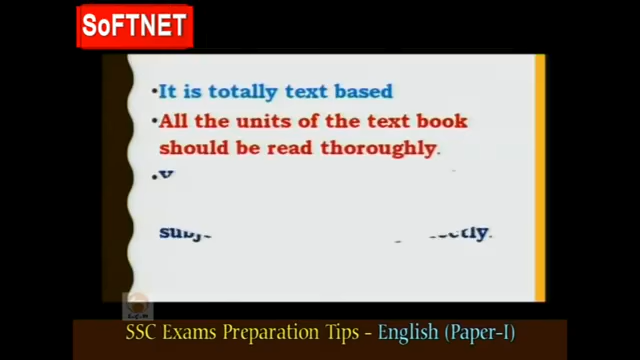 SoFTNET
•It is totally text based
•All the units of the text book
should be read thoroughly.
SSC Exams Preparation Tips - English (Paper-I)